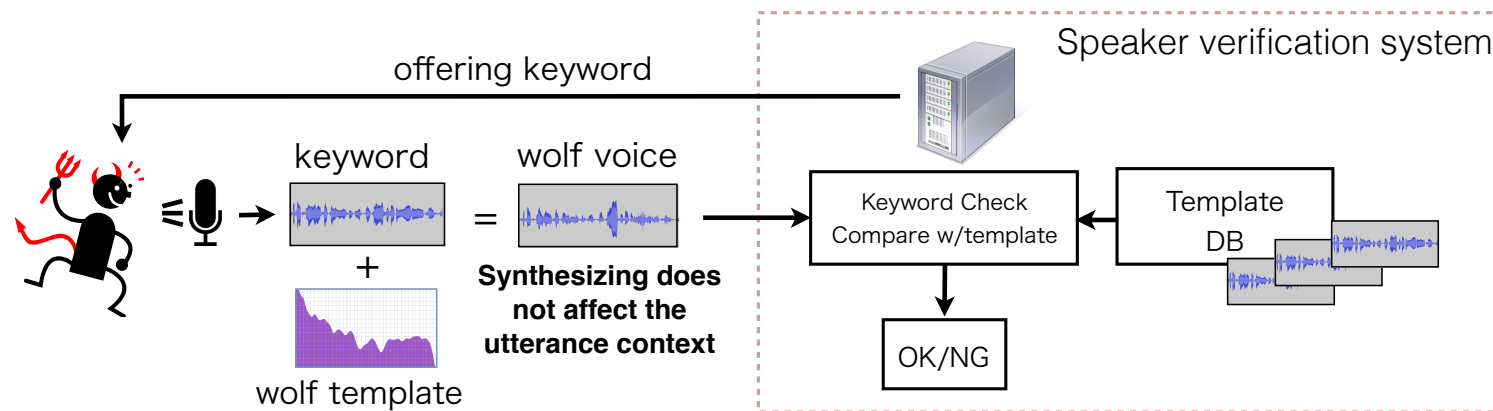 Speaker verification system
offering keyword
keyword
wolf voice
+
=
wolf template
Synthesizing does
not affect the
utterance context
Keyword Check
Compare w/template
Template
DB
OK/NG